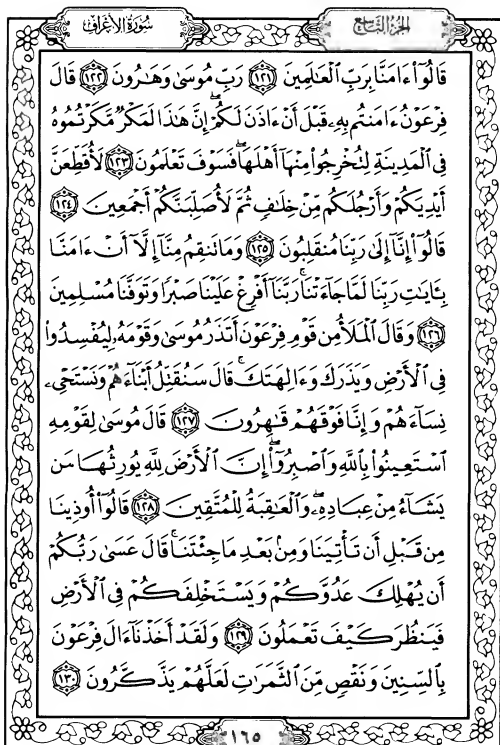 سورة الأعراف
الجزء التاسع
قَالُوٓا۟ ءَامَنَّا بِرَبِّ ٱلْعَٰلَمِينَ ١٢١ رَبِّ مُوسَىٰ وَهَٰرُونَ ١٢٢ قَالَ
فِرْعَوْنُ ءَامَنتُم بِهِۦ قَبْلَ أَنْ ءَاذَنَ لَكُمْ ۖ إِنَّ هَٰذَا لَمَكْرٌ مَّكَرْتُمُوهُ
فِى ٱلْمَدِينَةِ لِتُخْرِجُوا۟ مِنْهَآ أَهْلَهَا ۖ فَسَوْفَ تَعْلَمُونَ ١٢٣ لَأُقَطِّعَنَّ
أَيْدِيَكُمْ وَأَرْجُلَكُم مِّنْ خِلَٰفٍ ثُمَّ لَأُصَلِّبَنَّكُمْ أَجْمَعِينَ ١٢٤
قَالُوٓا۟ إِنَّآ إِلَىٰ رَبِّنَا مُنقَلِبُونَ ١٢٥ وَمَا تَنقِمُ مِنَّآ إِلَّآ أَنْ ءَامَنَّا
بِـَٔايَٰتِ رَبِّنَا لَمَّا جَآءَتْنَا ۚ رَبَّنَآ أَفْرِغْ عَلَيْنَا صَبْرًا وَتَوَفَّنَا مُسْلِمِينَ
١٢٦ وَقَالَ ٱلْمَلَأُ مِن قَوْمِ فِرْعَوْنَ أَتَذَرُ مُوسَىٰ وَقَوْمَهُۥ لِيُفْسِدُوا۟
فِى ٱلْأَرْضِ وَيَذَرَكَ وَءَالِهَتَكَ ۚ قَالَ سَنُقَتِّلُ أَبْنَآءَهُمْ وَنَسْتَحْىِۦ
نِسَآءَهُمْ وَإِنَّا فَوْقَهُمْ قَٰهِرُونَ ١٢٧ قَالَ مُوسَىٰ لِقَوْمِهِ
ٱسْتَعِينُوا۟ بِٱللَّهِ وَٱصْبِرُوٓا۟ ۖ إِنَّ ٱلْأَرْضَ لِلَّهِ يُورِثُهَا مَن
يَشَآءُ مِنْ عِبَادِهِۦ ۖ وَٱلْعَٰقِبَةُ لِلْمُتَّقِينَ ١٢٨ قَالُوٓا۟ أُوذِينَا
مِن قَبْلِ أَن تَأْتِيَنَا وَمِنۢ بَعْدِ مَا جِئْتَنَا ۚ قَالَ عَسَىٰ رَبُّكُمْ
أَن يُهْلِكَ عَدُوَّكُمْ وَيَسْتَخْلِفَكُمْ فِى ٱلْأَرْضِ
فَيَنظُرَ كَيْفَ تَعْمَلُونَ ١٢٩ وَلَقَدْ أَخَذْنَآ ءَالَ فِرْعَوْنَ
بِٱلسِّنِينَ وَنَقْصٍ مِّنَ ٱلثَّمَرَٰتِ لَعَلَّهُمْ يَذَّكَّرُونَ ١٣٠
١٦٥